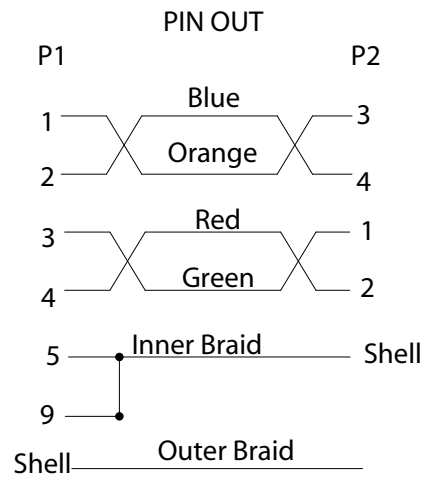 PIN OUT
P1 P2
Blue
1 3
Orange
2 4
Red
3 1
Green
4 2
Inner Braid
5 Shell
9
Outer Braid
Shell